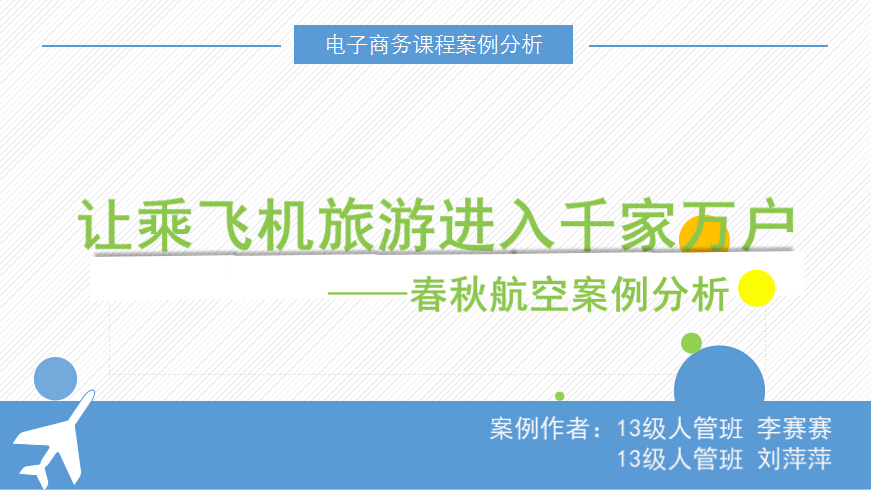 电子商务课程案例分析
让乘飞机旅游进入千家万户
——春秋航空案例分析
案例作者：13级人管班 李赛赛
13级人管班 刘萍萍